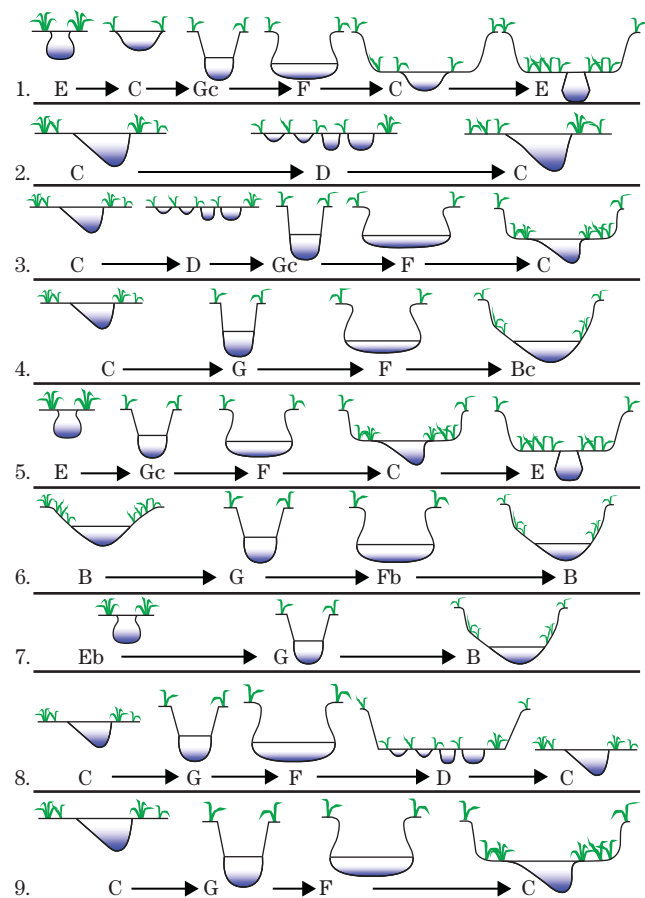 1. E C Gc F C E
2. C D C
3. C D Gc F C
4. C G F Bc
5. E Gc F C E
6. B G Fb B
7. Eb G B
8. C G F D C
9. C G F C